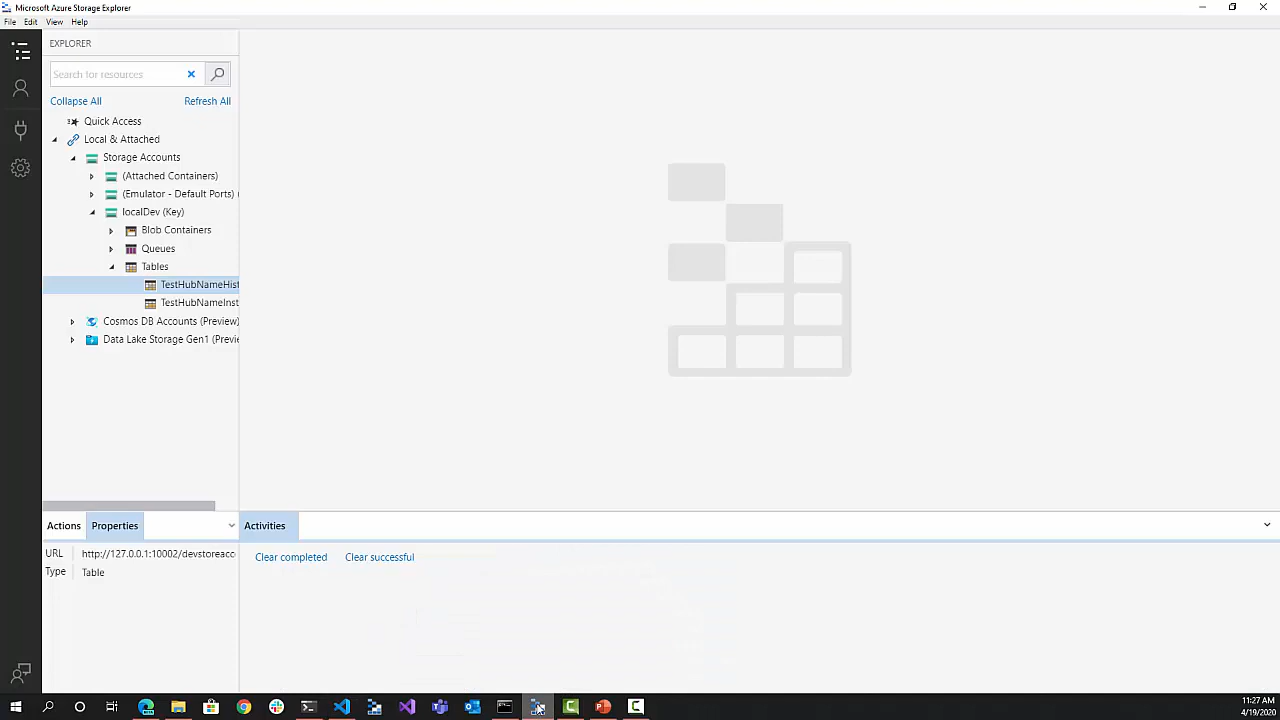 Microsoft Azure Storage Explorer
File Edit View Help
EXPLORER
Search for resources
Collapse All Refresh All
Quick Access
Local & Attached
Storage Accounts
(Attached Containers)
(Emulator - Default Ports) (
localDev (Key)
Blob Containers
Queues
Tables
TestHubNameHist
TestHubNameInst
Cosmos DB Accounts (Preview)
Data Lake Storage Gen1 (Previe
Actions Properties Activities
URL http://127.0.0.1:10002/devstoreacc
Type Table
Clear completed Clear successful
11:27 AM
4/19/2020